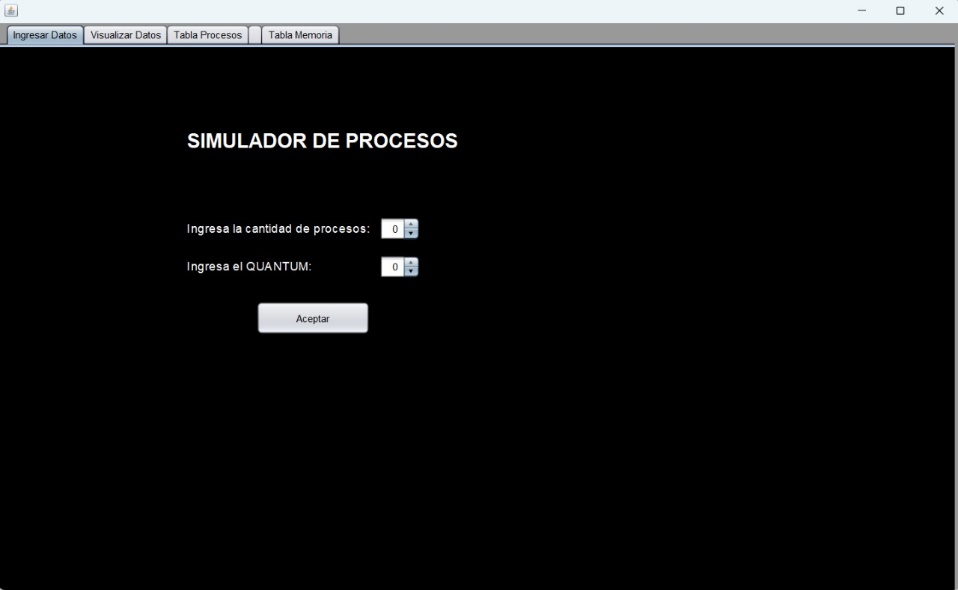 Ingresar Datos Visualizar Datos Tabla Procesos Tabla Memoria
SIMULADOR DE PROCESOS
Ingresa la cantidad de procesos: 0
Ingresa el QUANTUM: 0
Aceptar